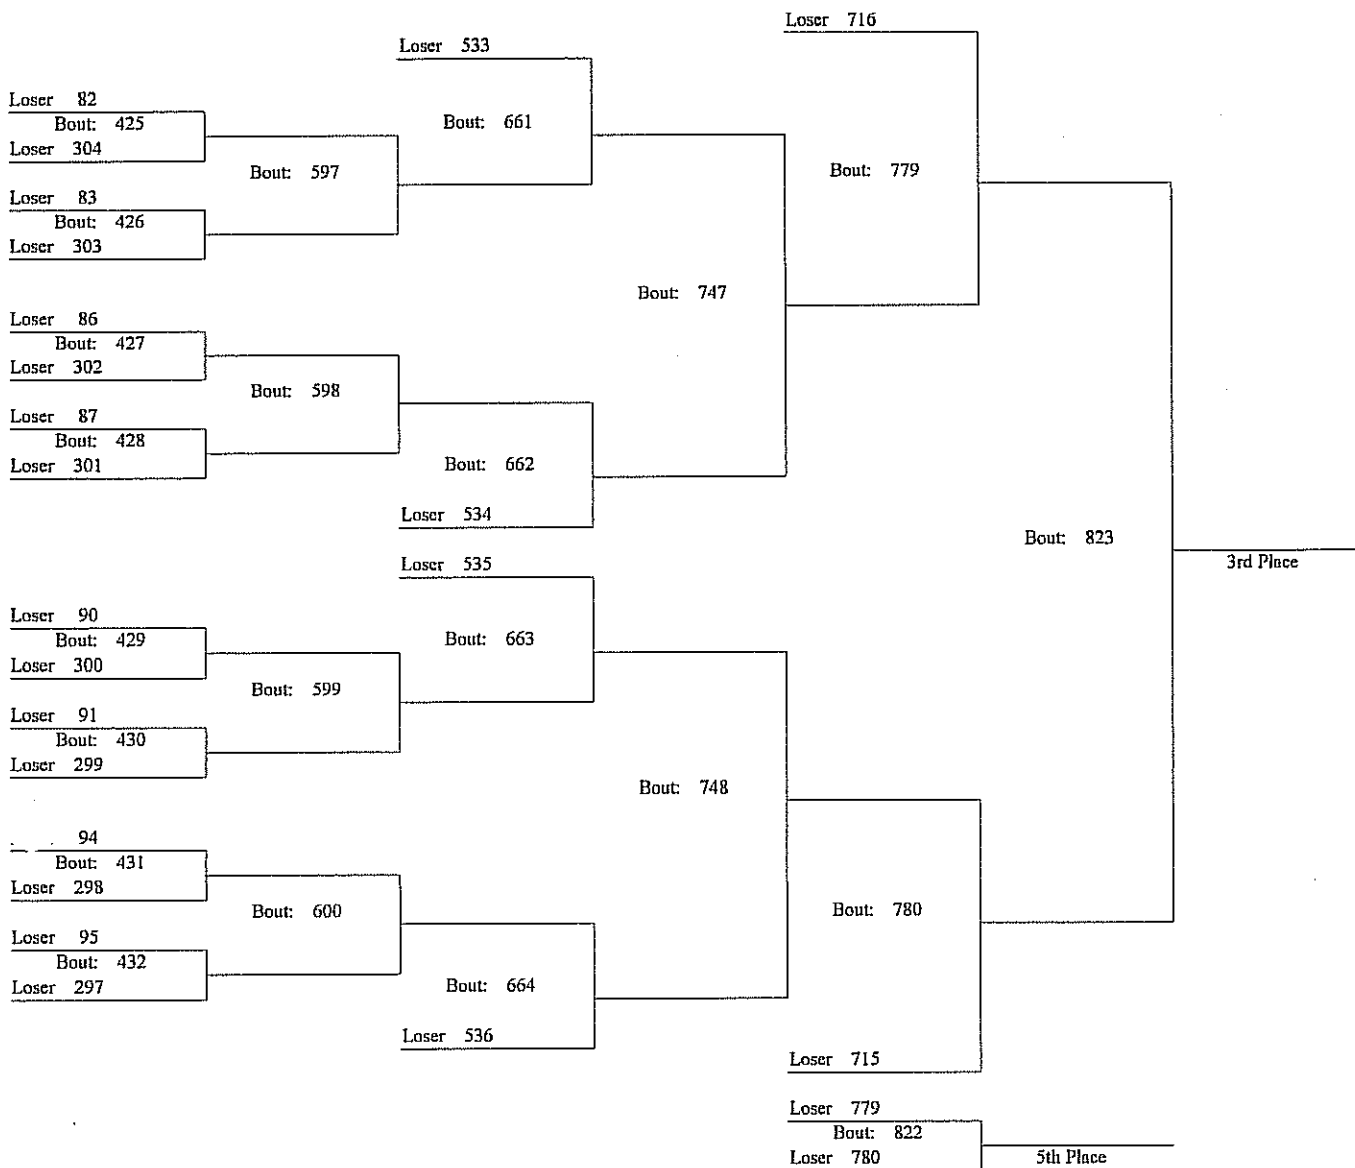 Loser 716
Loser 533
Loser 82
Bout: 425
Loser 304
Bout: 661
Bout: 597
Bout: 779
Loser 83
Bout: 426
Loser 303
Bout: 747
Loser 86
Bout: 427
Loser 302
Bout: 598
Loser 87
Bout: 428
Loser 301
Bout: 662
Loser 534
Bout: 823
3rd Place
Loser 535
Loser 90
Bout: 429
Loser 300
Bout: 663
Bout: 599
Loser 91
Bout: 430
Loser 299
Bout: 748
94
Bout: 431
Loser 298
Bout: 600
Bout: 780
Loser 95
Bout: 432
Loser 297
Bout: 664
Loser 536
Loser 715
Loser 779
Bout: 822
Loser 780
5th Place